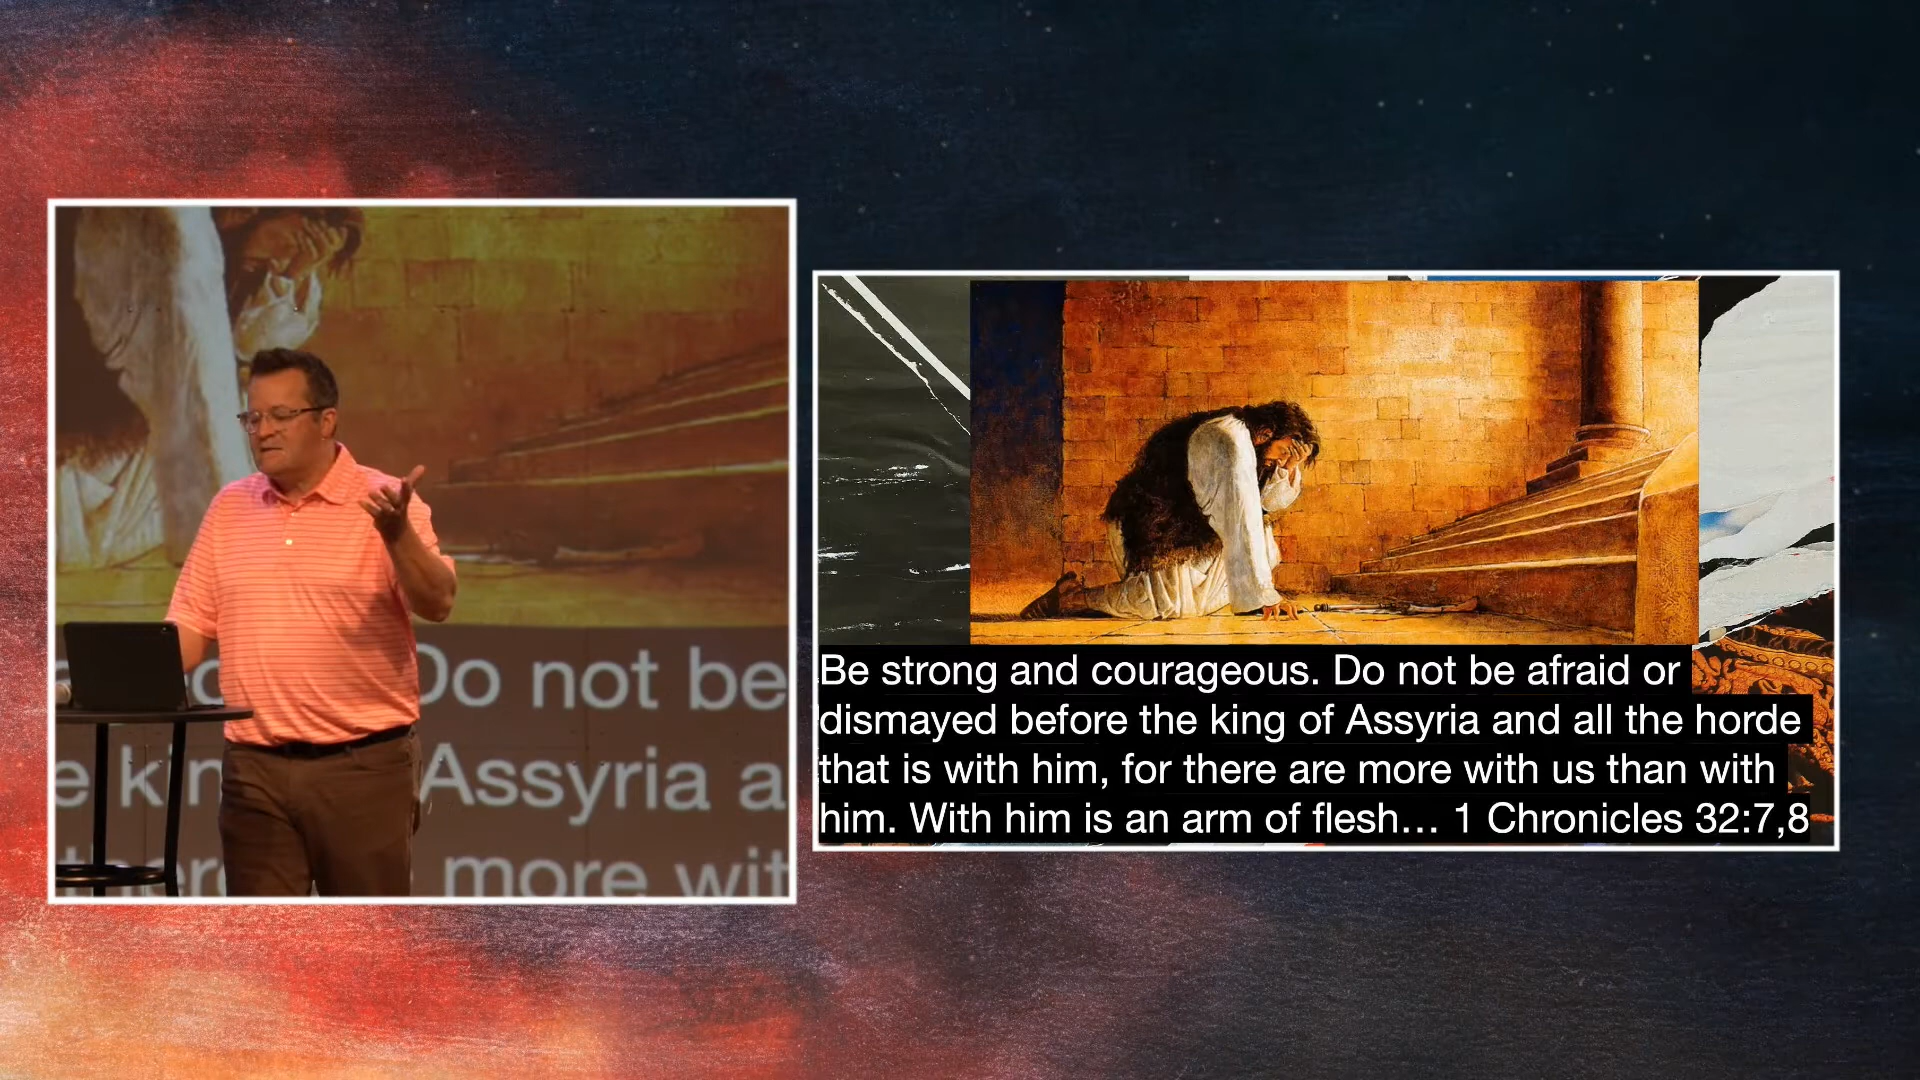 Do not be
e kin Assyria a
there more wit
Be strong and courageous. Do not be afraid or
dismayed before the king of Assyria and all the horde
that is with him, for there are more with us than with
him. With him is an arm of flesh… 1 Chronicles 32:7,8